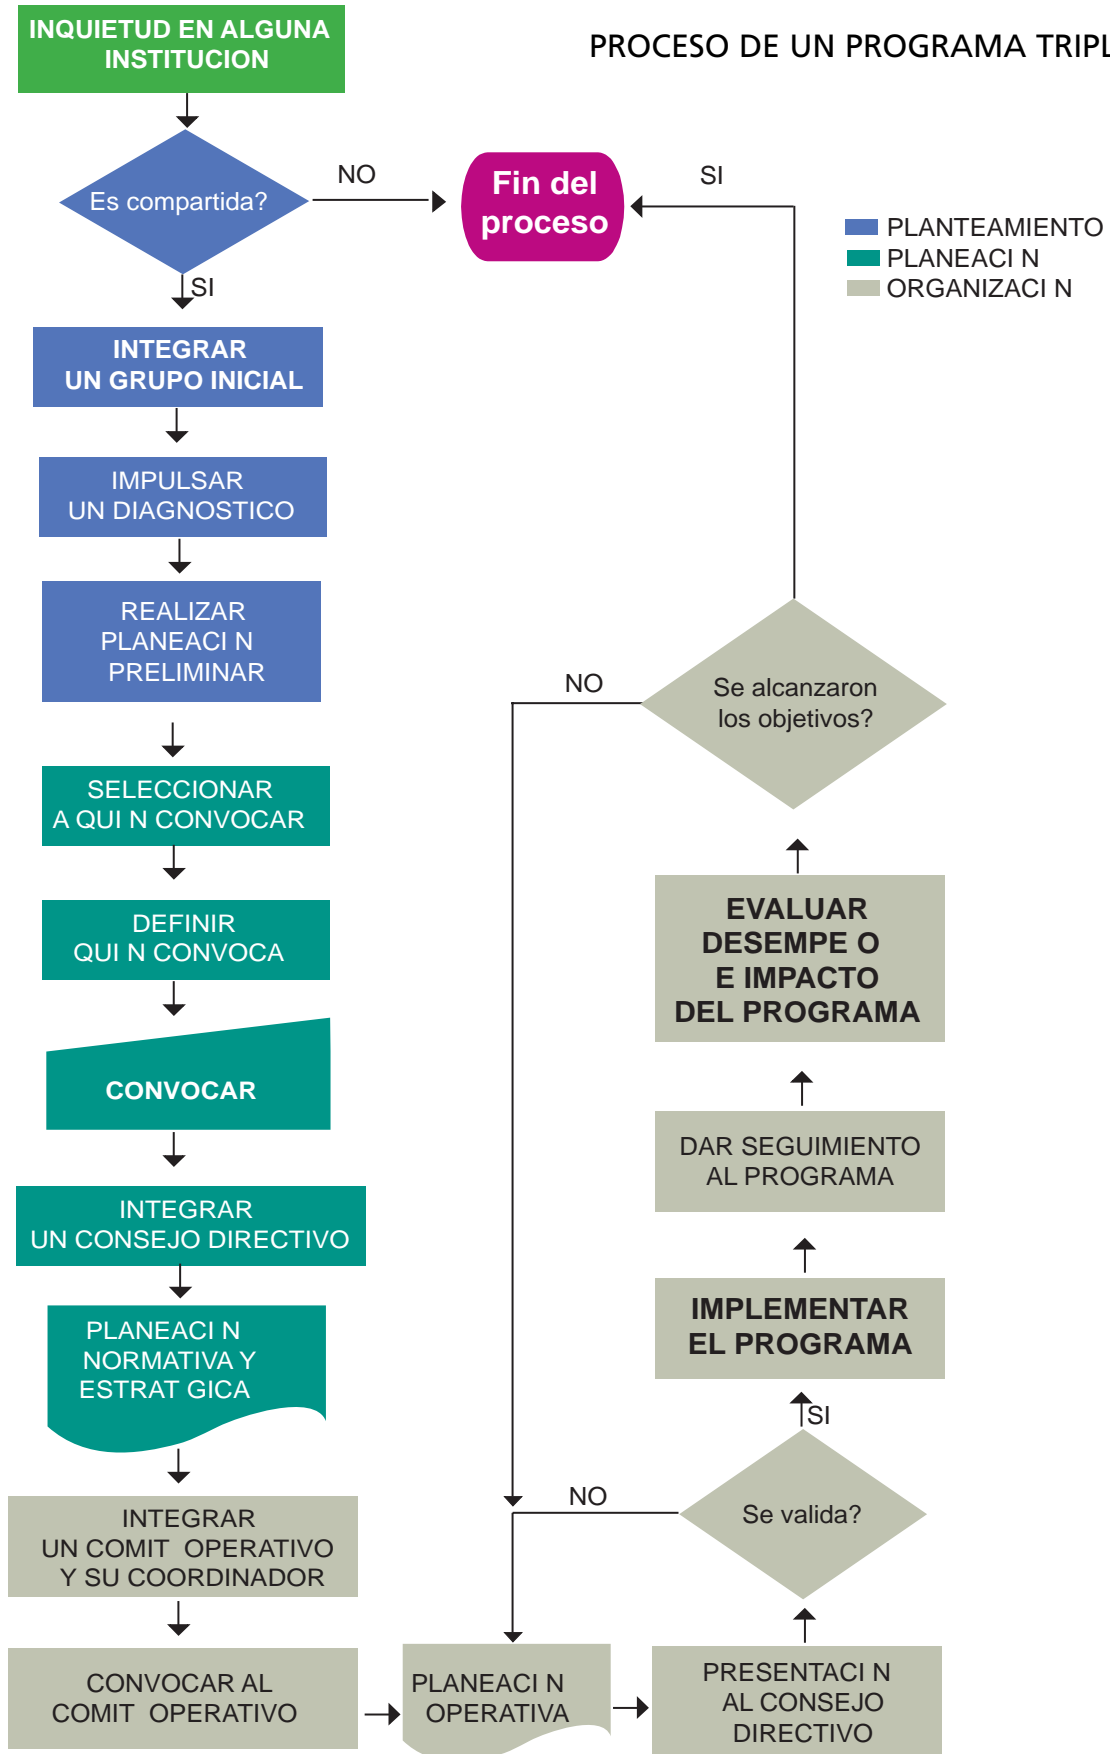 INQUIETUD EN ALGUNA
INSTITUCION
PROCESO DE UN PROGRAMA TRIPL
Es compartida?
NO
Fin del
proceso
SI
PLANTEAMIENTO
PLANEACI N
ORGANIZACI N
SI
INTEGRAR
UN GRUPO INICIAL
IMPULSAR
UN DIAGNOSTICO
REALIZAR
PLANEACI N
PRELIMINAR
SELECCIONAR
A QUI N CONVOCAR
DEFINIR
QUI N CONVOCA
CONVOCAR
INTEGRAR
UN CONSEJO DIRECTIVO
PLANEACI N
NORMATIVA Y
ESTRAT GICA
INTEGRAR
UN COMIT  OPERATIVO
Y SU COORDINADOR
CONVOCAR AL
COMIT  OPERATIVO
PLANEACI N
OPERATIVA
PRESENTACI N
AL CONSEJO
DIRECTIVO
Se valida?
NO
SI
IMPLEMENTAR
EL PROGRAMA
DAR SEGUIMIENTO
AL PROGRAMA
EVALUAR
DESEMPE O
E IMPACTO
DEL PROGRAMA
Se alcanzaron
los objetivos?
NO